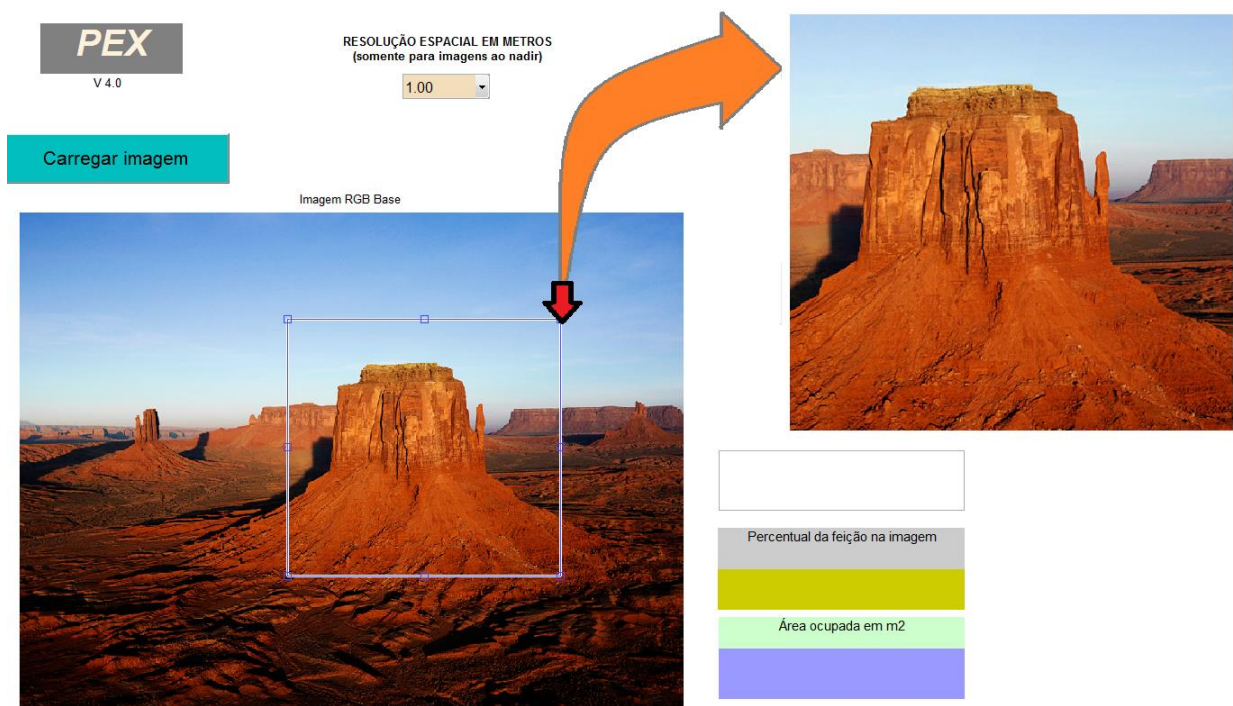 PEX
V 4.0
RESOLUÇÃO ESPACIAL EM METROS
(somente para imagens ao nadir)
1.00
Carregar imagem
Imagem RGB Base
Percentual da feição na imagem
Área ocupada em m2